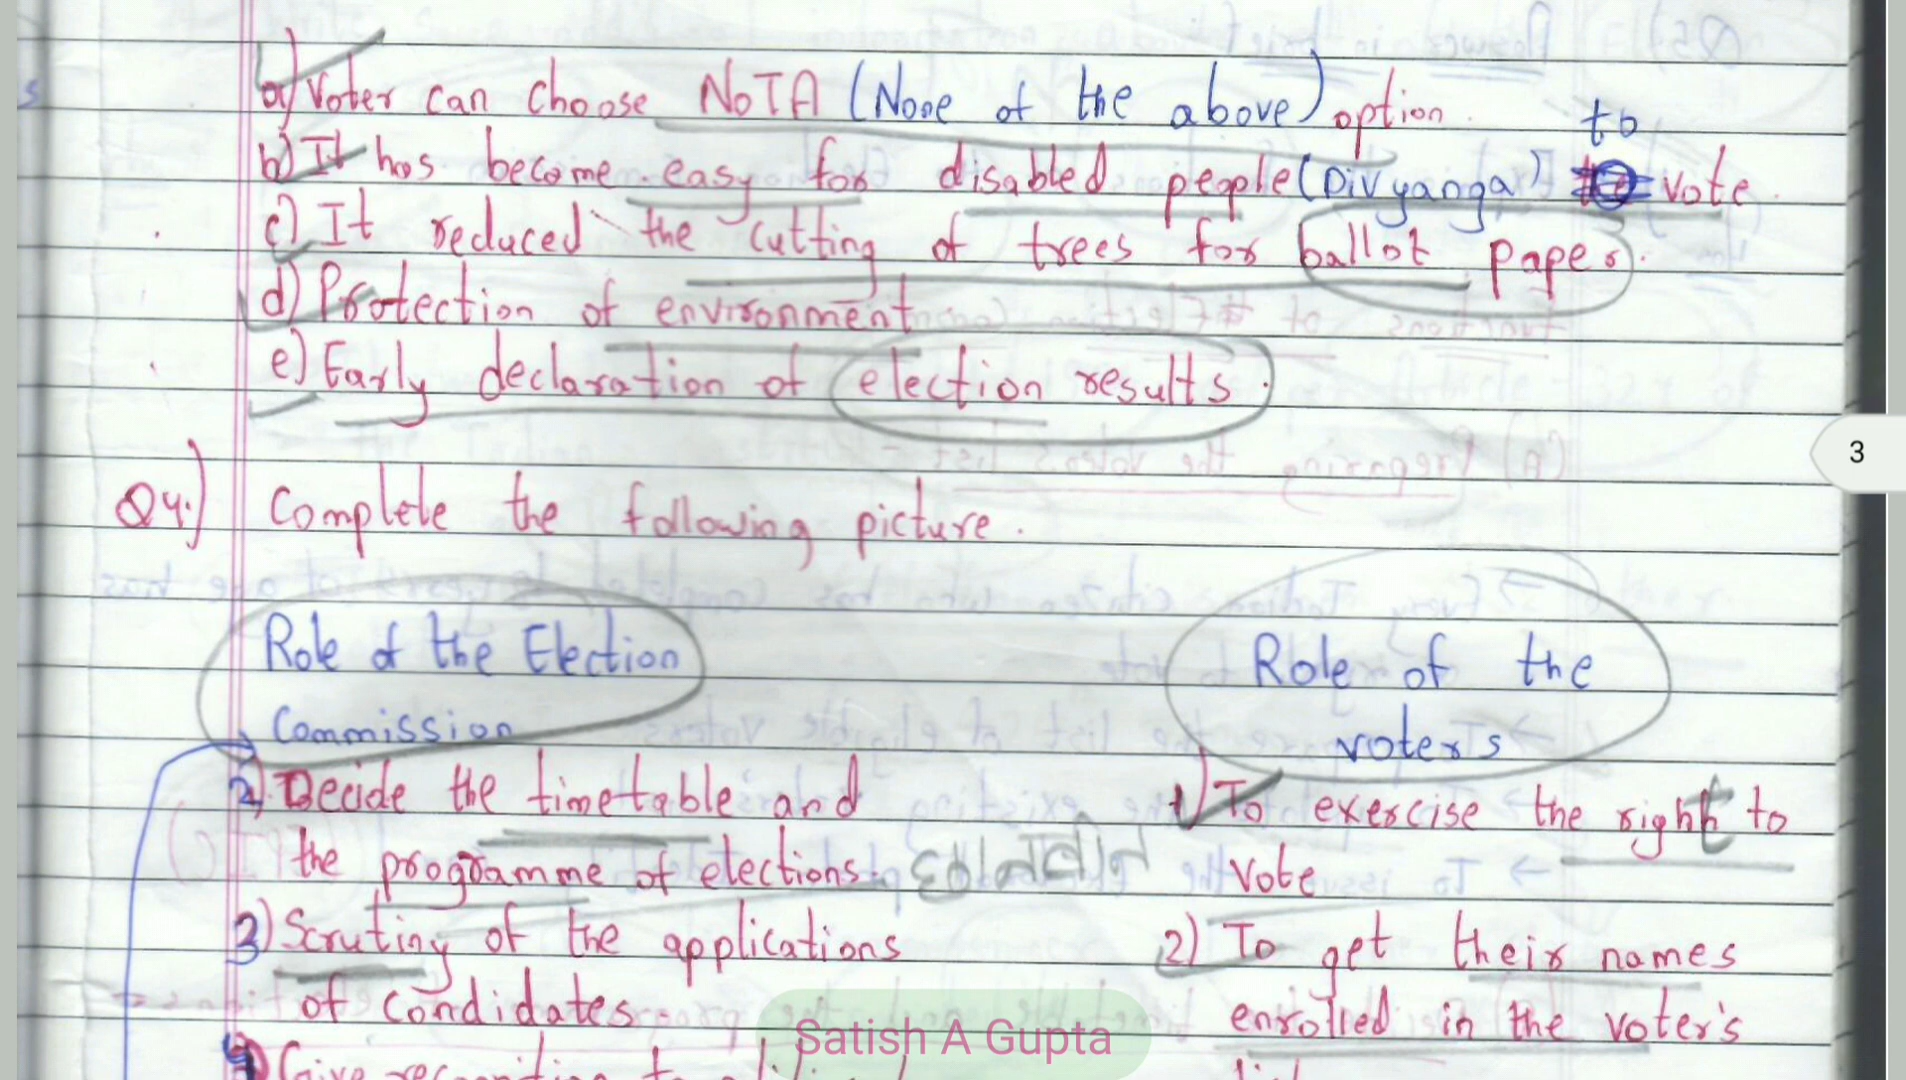 a) Voter can choose NOTA (None of the above) option.
to
b) It has become easy for disabled people (Divyanga) vote.
c) It reduced the cutting of trees for ballot paper.
d) Protection of environment
e) Early declaration of election results.
3
Q4.) Complete the following picture.
Role of the Election
Commission
2) Decide the timetable and
the programme of elections.
3) Scrutiny of the applications
of candidates.
Role of the
voters
1) To exercise the right to
vote
2) To get their names
enrolled in the voter's
Satish A Gupta